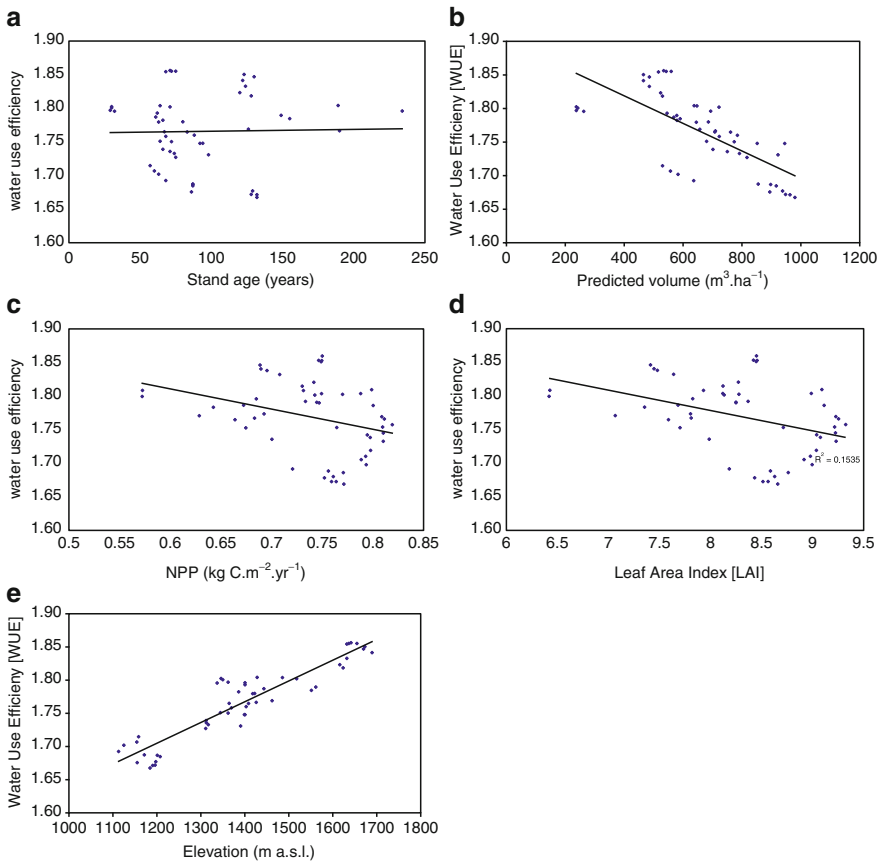 a
1.90
1.85
1.80
1.75
1.70
1.65
1.60
water use efficiency
0 50 100 150 200 250
Stand age (years)
b
1.90
1.85
1.80
1.75
1.70
1.65
1.60
Water Use Efficieny [WUE]
0 200 400 600 800 1000 1200
Predicted volume (m³.ha⁻¹)
c
1.90
1.80
1.75
1.70
1.65
1.60
water use efficiency
0.5 0.55 0.6 0.65 0.7 0.75 0.8 0.85
NPP (kg C.m⁻².yr⁻¹)
d
1.90
1.85
1.80
1.75
1.70
1.65
1.60
water use efficiency
R² = 0.1535
6 6.5 7 7.5 8 8.5 9 9.5
Leaf Area Index [LAI]
e
1.90
1.85
1.80
1.75
1.70
1.65
1.60
Water Use Efficieny [WUE]
1000 1100 1200 1300 1400 1500 1600 1700 1800
Elevation (m a.s.l.)